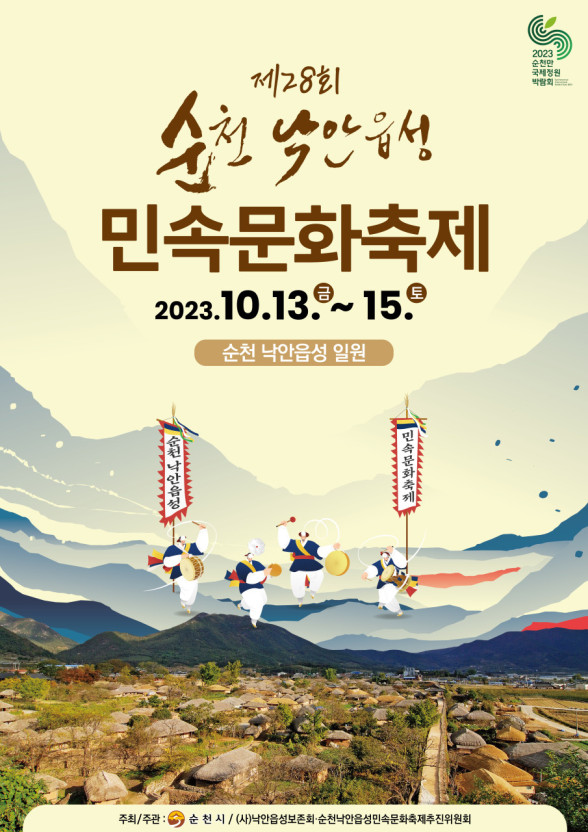 2023
순천만
국제정원
박람회
제28회
순천 낙안읍성
민속문화축제
2023.10.13.금~ 15.토
순천 낙안읍성 일원
순천 낙안읍성
민속문화축제
주최/주관 : 순천시 / (사)낙안읍성보존회·순천낙안읍성민속문화축제추진위원회